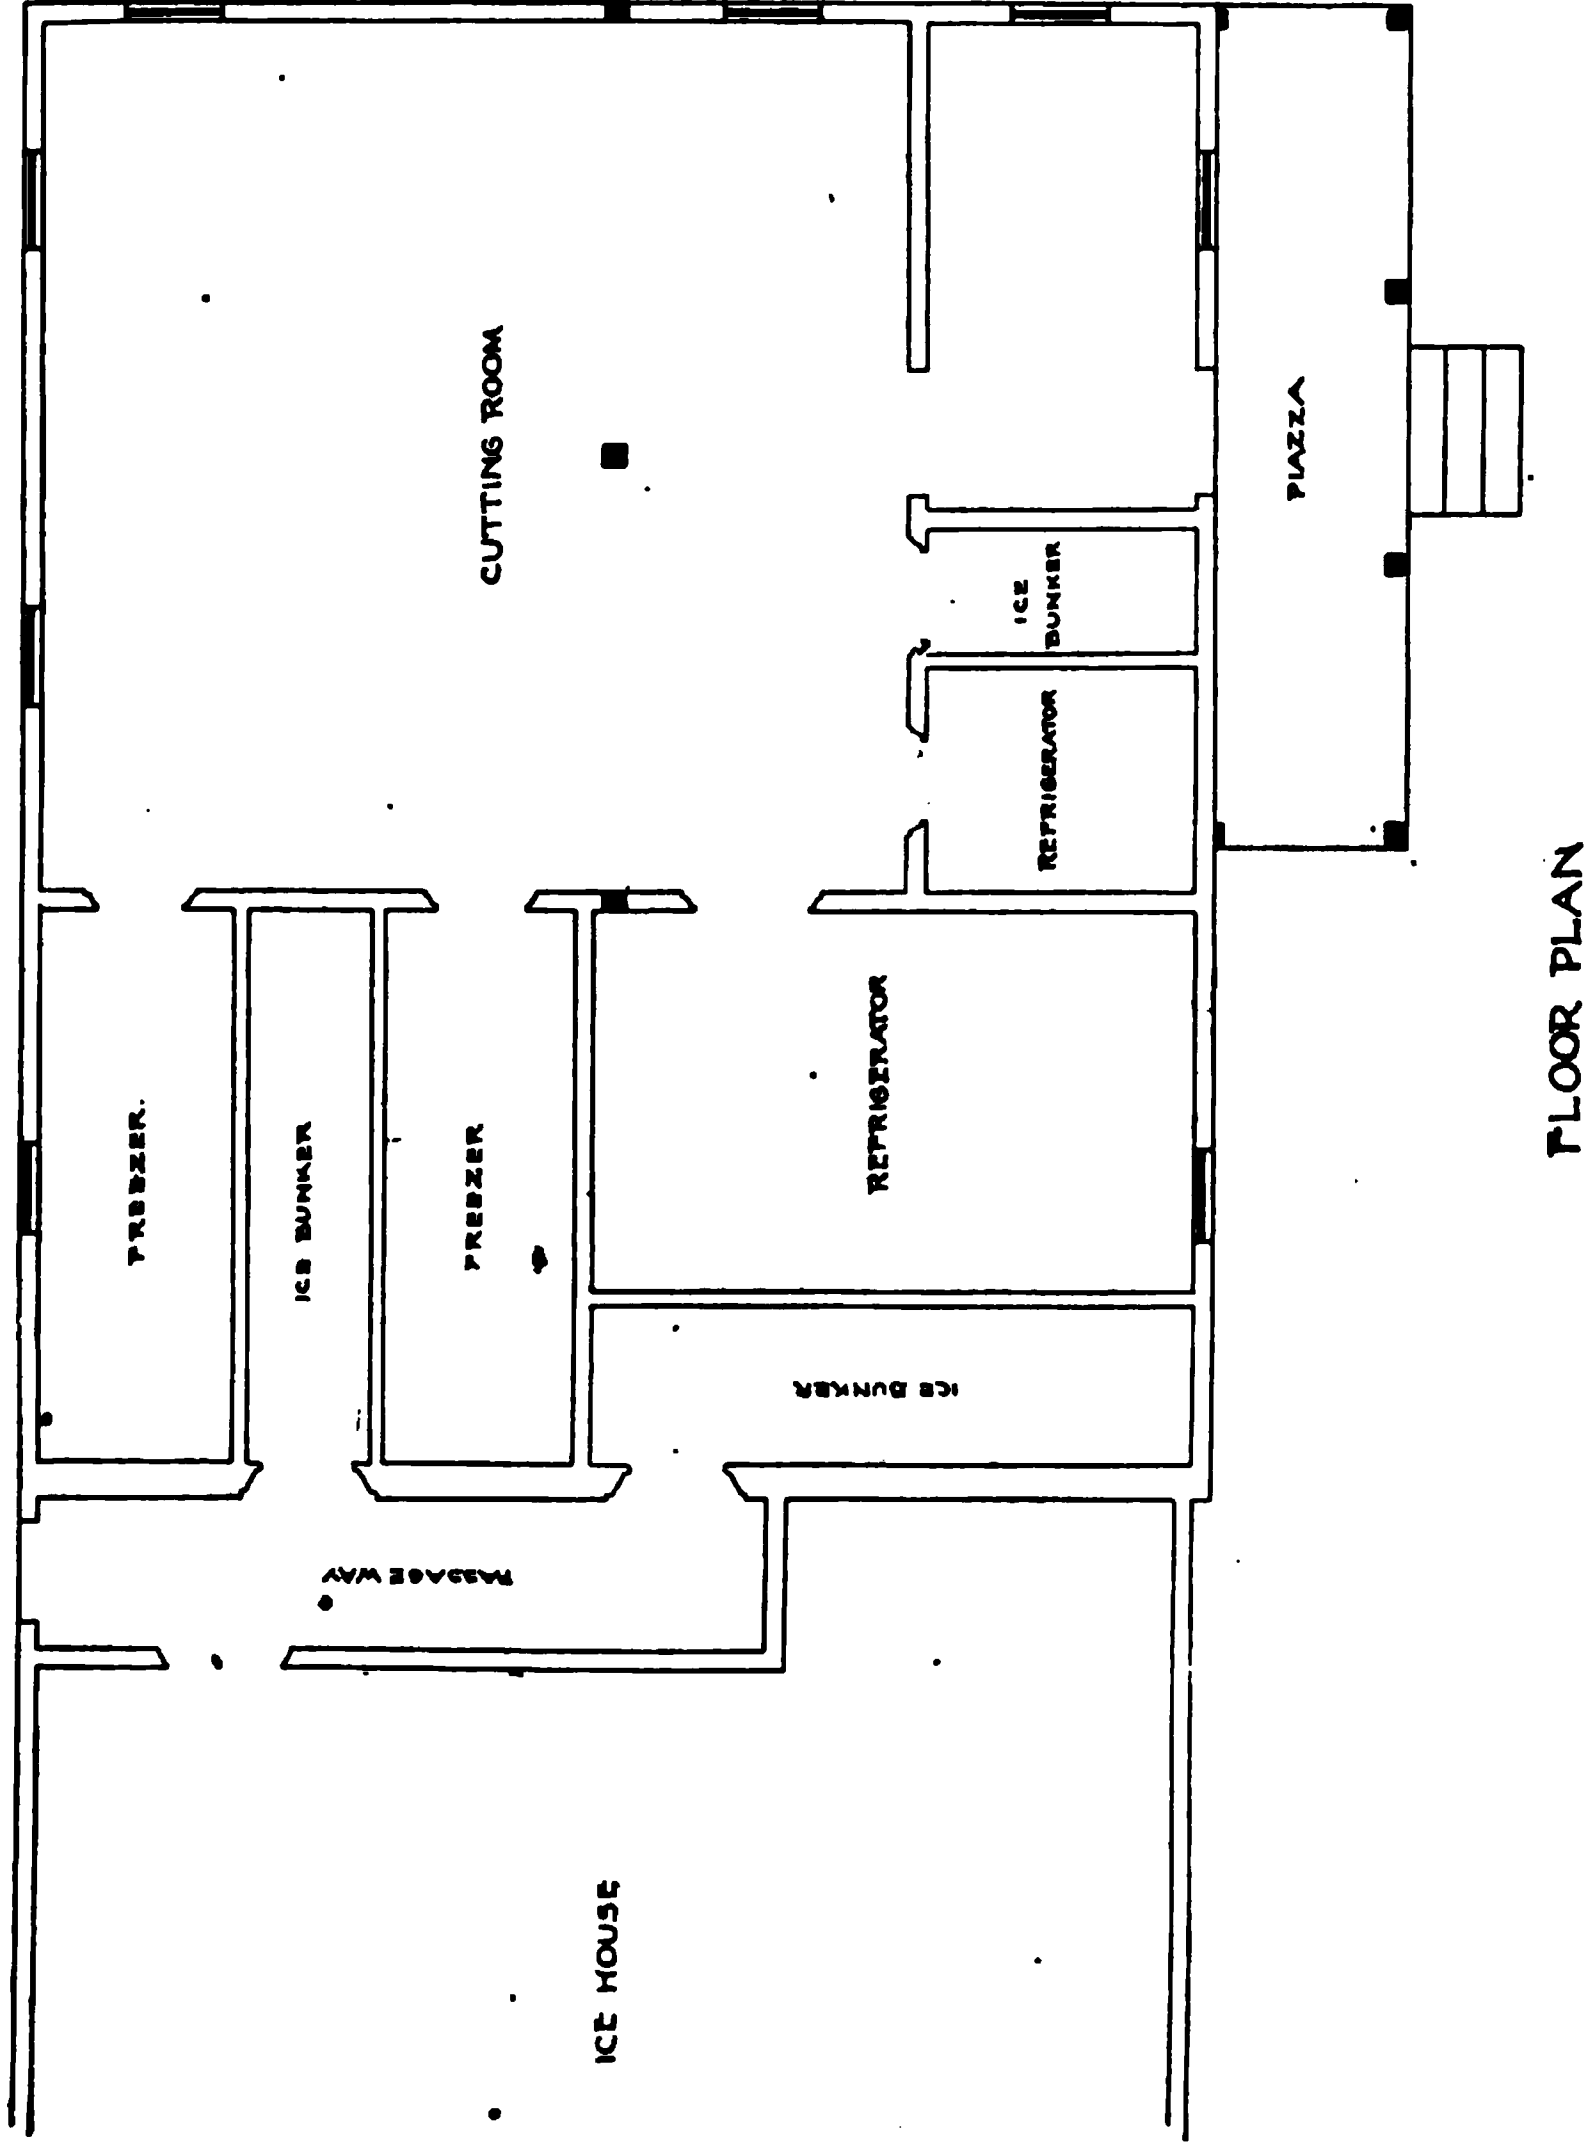 CUTTING ROOM
PIAZZA
ICE
BUNKER
REFRIGERATOR
FREEZER.
ICE BUNKER
FREEZER
REFRIGERATOR
ICE BUNKER
PASSAGE WAY
ICE HOUSE
FLOOR PLAN